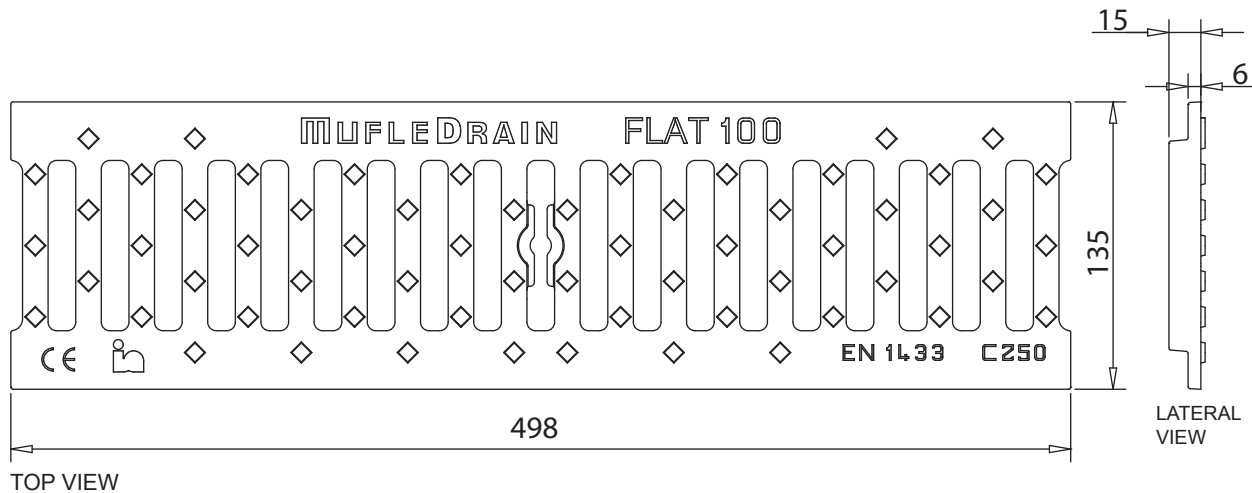 15
6
MUFLEDRAIN FLAT 100
135
CE EN 1433 C250
498
LATERAL
VIEW
TOP VIEW